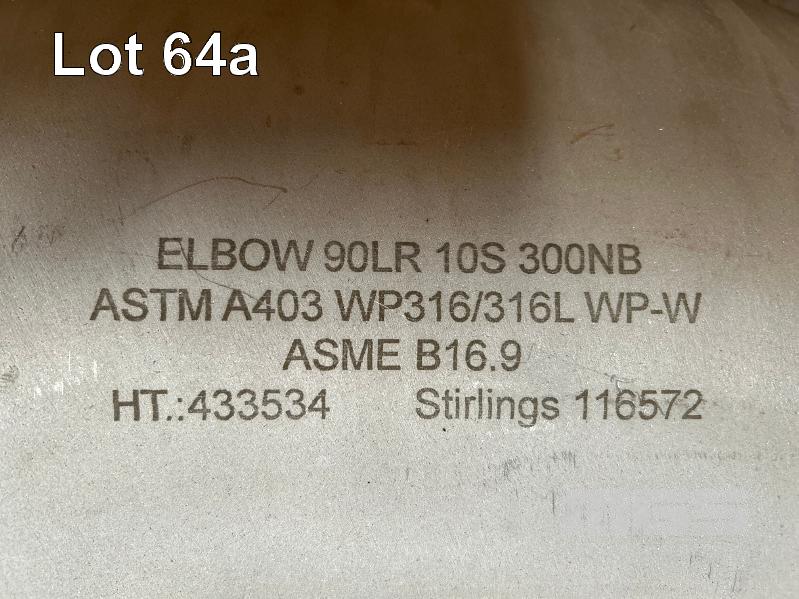 Lot 64a
ELBOW 90LR 10S 300NB
ASTM A403 WP316/316L WP-W
ASME B16.9
HT.:433534 Stirlings 116572